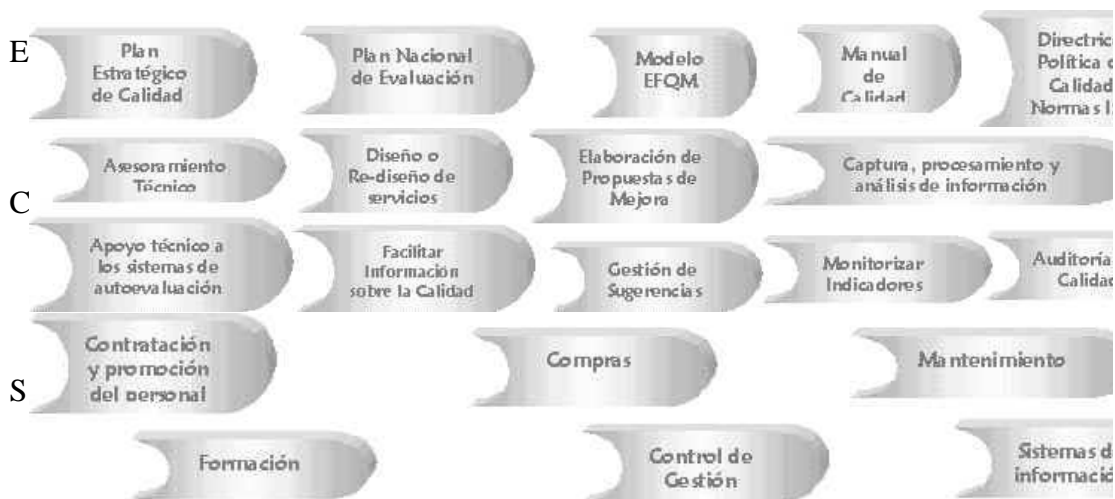 E
Plan
Estratégico
de Calidad
Plan Nacional
de Evaluación
Modelo
EFQM
Manual
de
Calidad
Política
Calidad
Normas
Asesoramiento
Técnico
Diseño o
Re-diseño de
servicios
Elaboración de
Propuestas de
Mejora
Captura, procesamiento y
análisis de información
C
Apoyo técnico a
los sistemas de
autoevaluación
Facilitar
Información
sobre la Calidad
Gestión de
Sugerencias
Monitorizar
Indicadores
Auditoría
Calidad
S
Contratación
y promoción
del personal
Compras
Mantenimiento
Formación
Control de
Gestión
Sistemas de
información